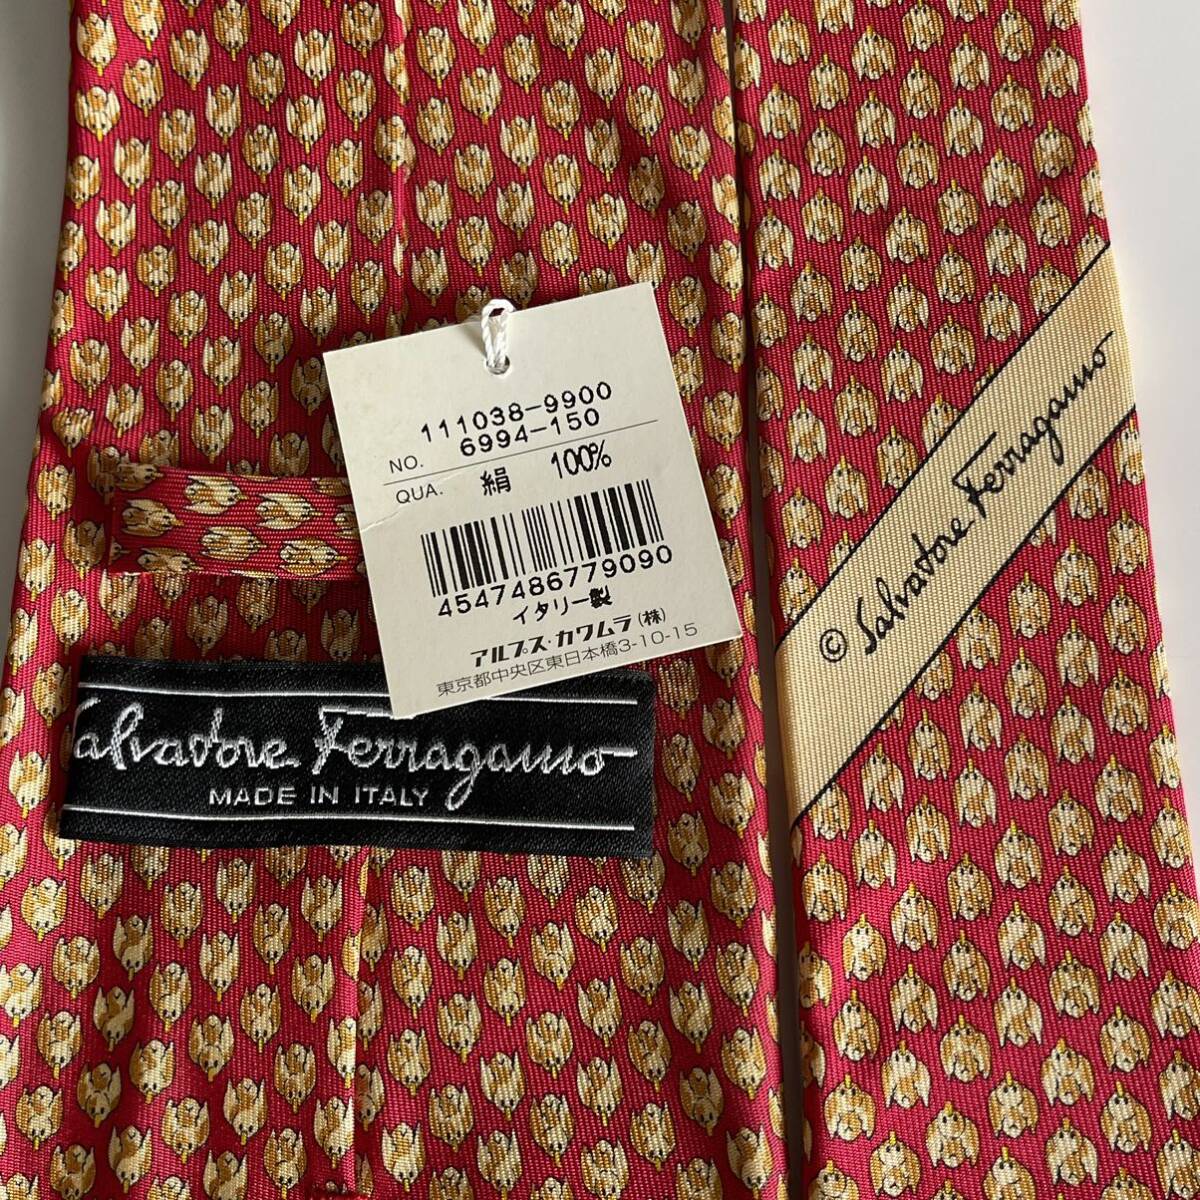 111038-9900
NO. 6994-150
QUA. 絹 100%
4547486779090
イタリー製
アルプス・カワムラ(株)
東京都中央区東日本橋3-10-15
Salvatore Ferragamo
MADE IN ITALY
© Salvatore Ferragamo